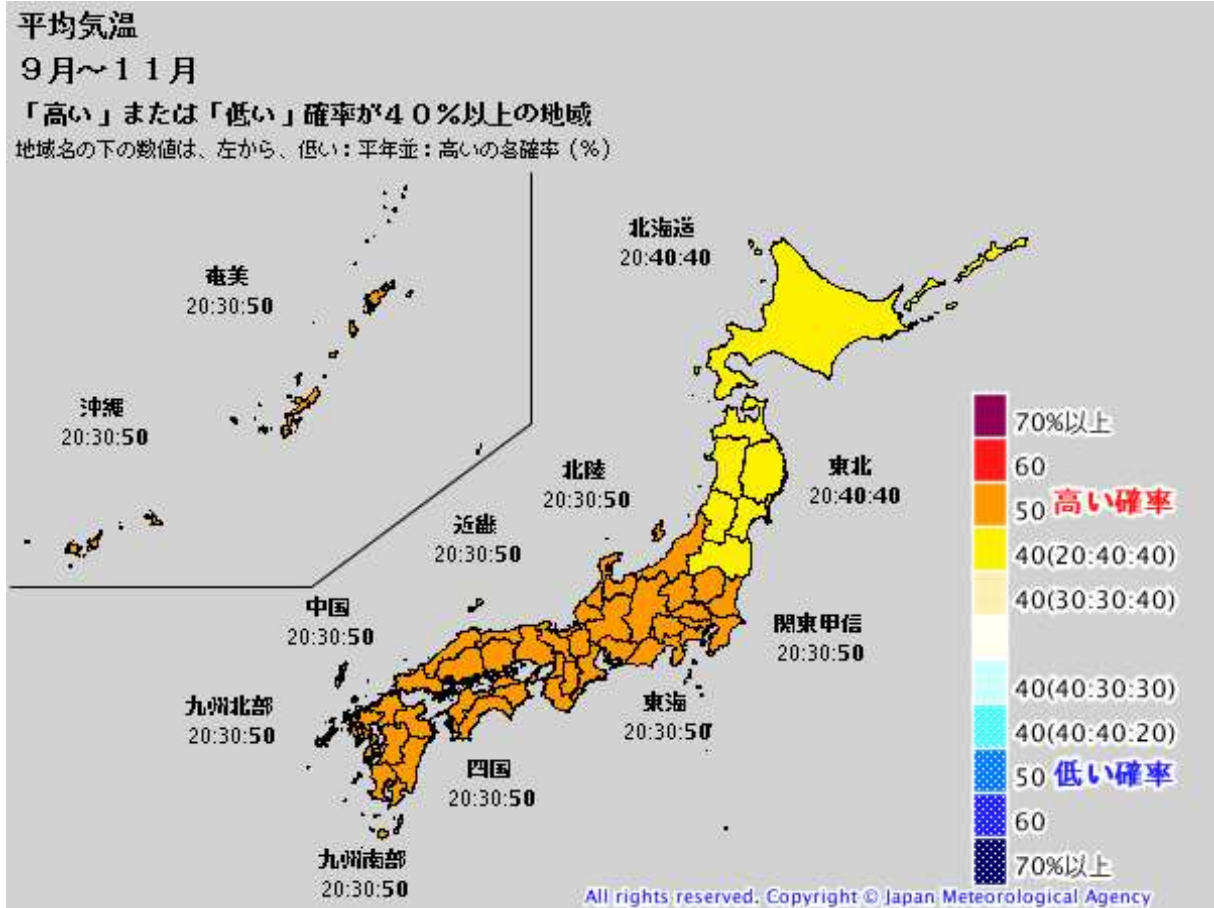 平均気温
９月～１１月
「高い」または「低い」確率が４０％以上の地域
地域名の下の数値は、左から、低い：平年並：高いの各確率（％）
北海道
20:40:40
奄美
20:30:50
沖縄
20:30:50
北陸
20:30:50
東北
20:40:40
近畿
20:30:50
中国
20:30:50
関東甲信
20:30:50
九州北部
20:30:50
東海
20:30:50
四国
20:30:50
九州南部
20:30:50
70%以上
60
50 高い確率
40(20:40:40)
40(30:30:40)
40(40:30:30)
40(40:40:20)
50 低い確率
60
70%以上
All rights reserved. Copyright © Japan Meteorological Agency